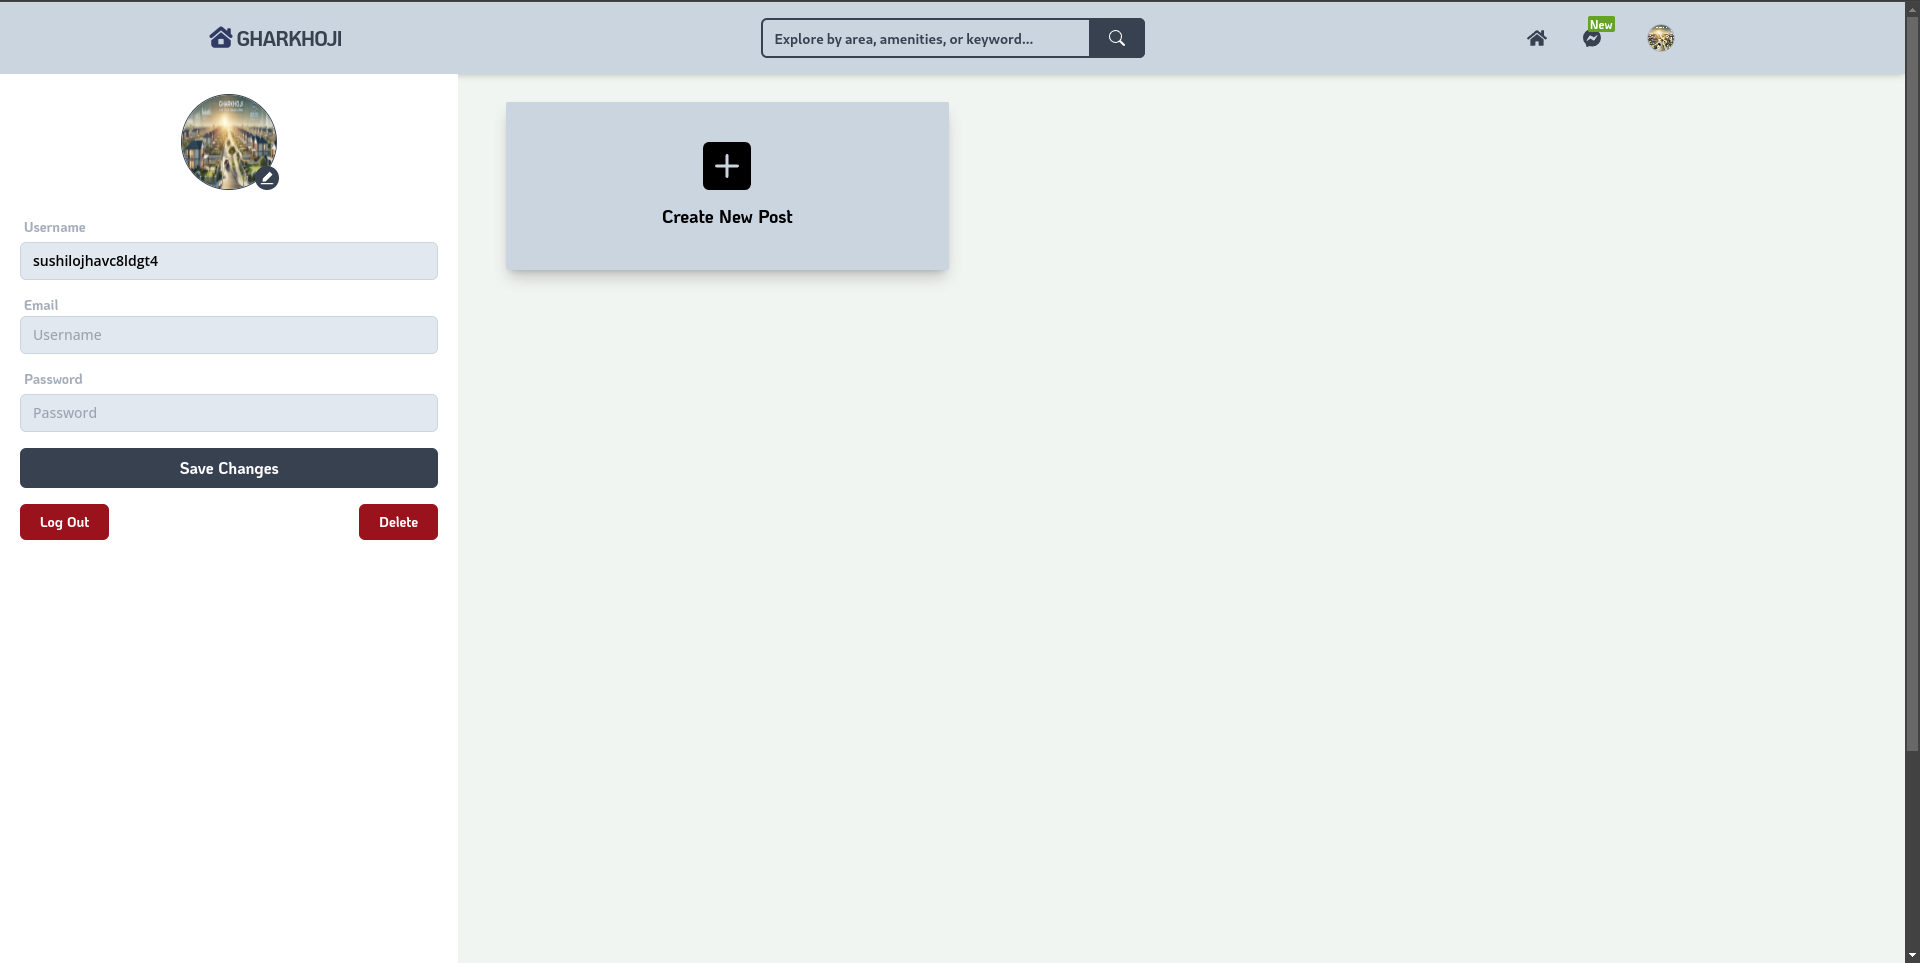 GHARKHOJI
Explore by area, amenities, or keyword...
New
GHARKHOJI
Username
sushilojhavc8ldgt4
Email
Username
Password
Password
Save Changes
Log Out
Delete
Create New Post